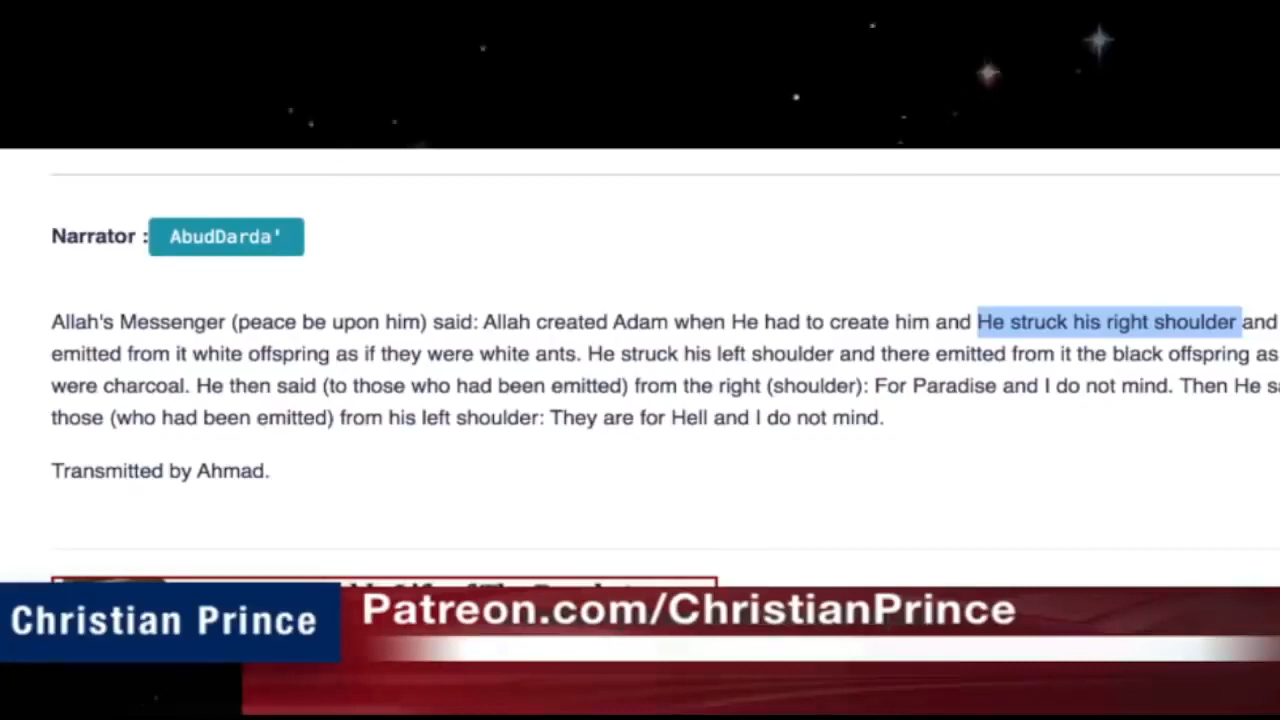 Narrator : AbudDarda'
Allah's Messenger (peace be upon him) said: Allah created Adam when He had to create him and He struck his right shoulder and
emitted from it white offspring as if they were white ants. He struck his left shoulder and there emitted from it the black offspring as
were charcoal. He then said (to those who had been emitted) from the right (shoulder): For Paradise and I do not mind. Then He sa
those (who had been emitted) from his left shoulder: They are for Hell and I do not mind.
Transmitted by Ahmad.
Christian Prince
Patreon.com/ChristianPrince